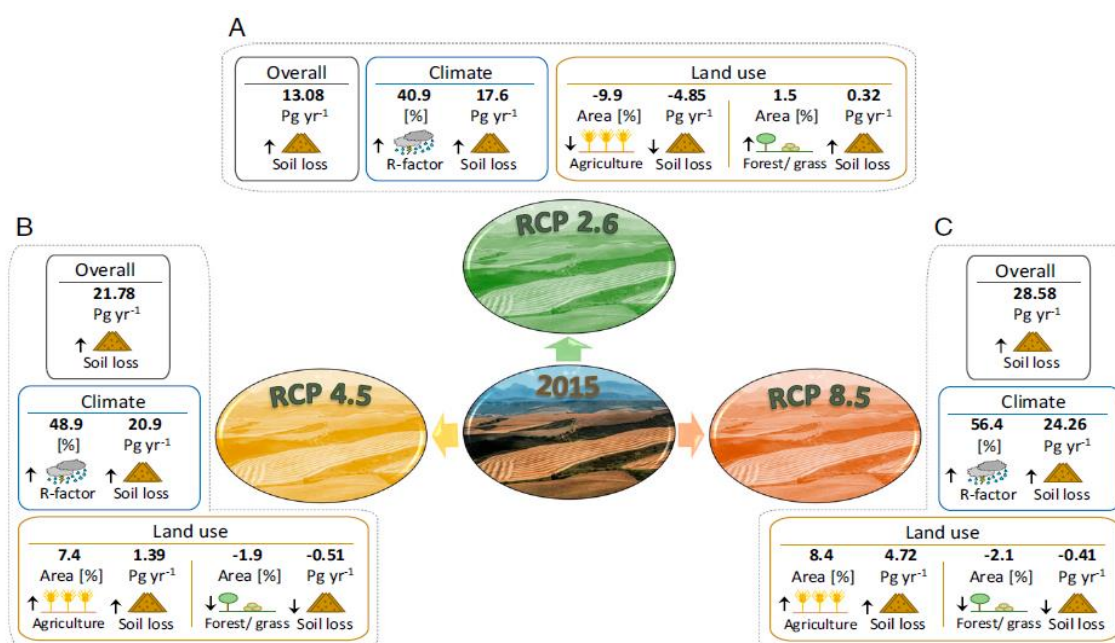 A
Overall
13.08
Pg yr⁻¹
Soil loss
Climate
40.9 17.6
[%] Pg yr⁻¹
R-factor Soil loss
Land use
-9.9 -4.85 1.5 0.32
Area [%] Pg yr⁻¹ Area [%] Pg yr⁻¹
Agriculture Soil loss Forest/ grass Soil loss
RCP 2.6
B
Overall
21.78
Pg yr⁻¹
Soil loss
Climate
48.9 20.9
[%] Pg yr⁻¹
R-factor Soil loss
Land use
7.4 1.39 -1.9 -0.51
Area [%] Pg yr⁻¹ Area [%] Pg yr⁻¹
Agriculture Soil loss Forest/ grass Soil loss
RCP 4.5
2015
RCP 8.5
C
Overall
28.58
Pg yr⁻¹
Soil loss
Climate
56.4 24.26
[%] Pg yr⁻¹
R-factor Soil loss
Land use
8.4 4.72 -2.1 -0.41
Area [%] Pg yr⁻¹ Area [%] Pg yr⁻¹
Agriculture Soil loss Forest/ grass Soil loss